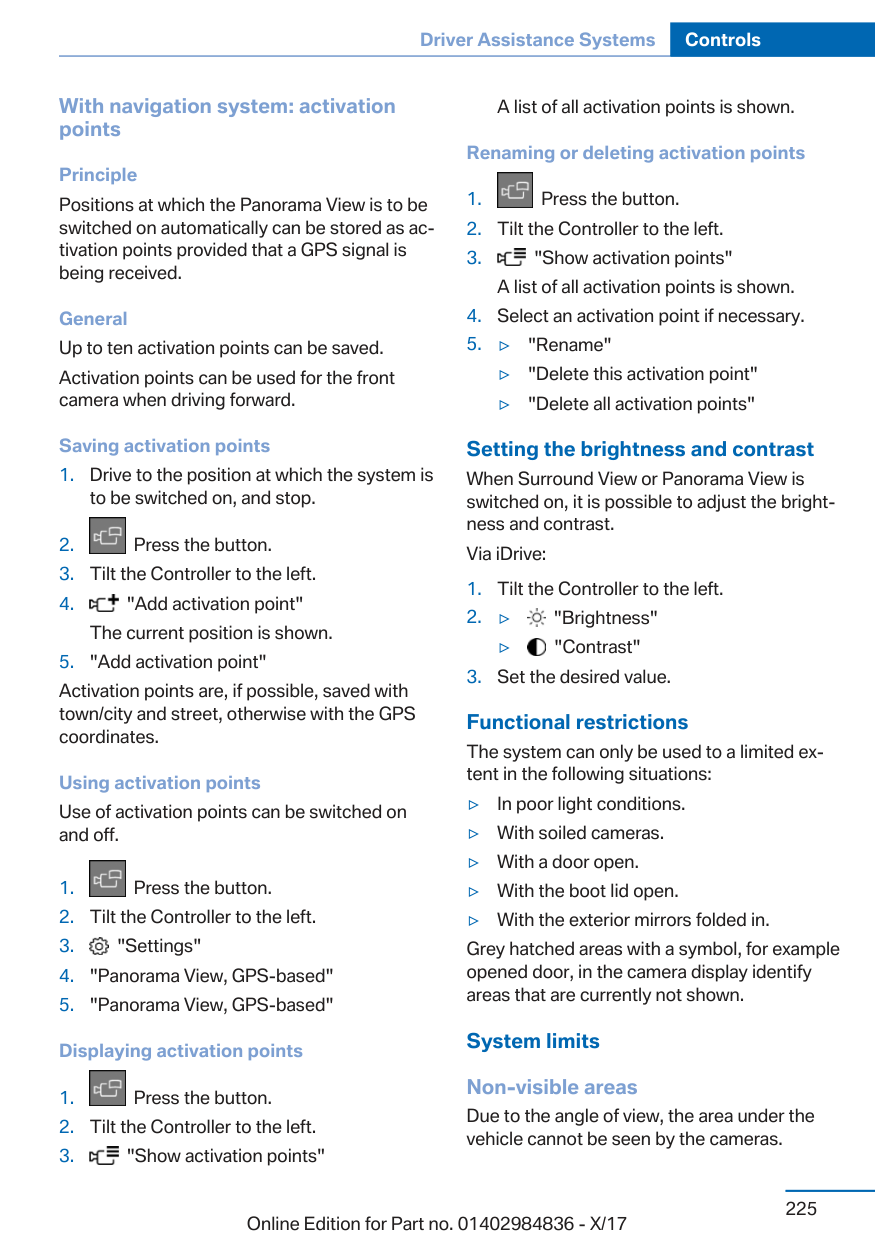 Driver Assistance Systems Controls
With navigation system: activation
points
Principle
Positions at which the Panorama View is to be
switched on automatically can be stored as ac-
tivation points provided that a GPS signal is
being received.
General
Up to ten activation points can be saved.
Activation points can be used for the front
camera when driving forward.
Saving activation points
1. Drive to the position at which the system is
to be switched on, and stop.
2. Press the button.
3. Tilt the Controller to the left.
4. "Add activation point"
The current position is shown.
5. "Add activation point"
Activation points are, if possible, saved with
town/city and street, otherwise with the GPS
coordinates.
Using activation points
Use of activation points can be switched on
and off.
1. Press the button.
2. Tilt the Controller to the left.
3. "Settings"
4. "Panorama View, GPS-based"
5. "Panorama View, GPS-based"
Displaying activation points
1. Press the button.
2. Tilt the Controller to the left.
3. "Show activation points"
A list of all activation points is shown.
Renaming or deleting activation points
1. Press the button.
2. Tilt the Controller to the left.
3. "Show activation points"
A list of all activation points is shown.
4. Select an activation point if necessary.
5. ▷ "Rename"
▷ "Delete this activation point"
▷ "Delete all activation points"
Setting the brightness and contrast
When Surround View or Panorama View is
switched on, it is possible to adjust the bright-
ness and contrast.
Via iDrive:
1. Tilt the Controller to the left.
2. ▷ "Brightness"
▷ "Contrast"
3. Set the desired value.
Functional restrictions
The system can only be used to a limited ex-
tent in the following situations:
▷ In poor light conditions.
▷ With soiled cameras.
▷ With a door open.
▷ With the boot lid open.
▷ With the exterior mirrors folded in.
Grey hatched areas with a symbol, for example
opened door, in the camera display identify
areas that are currently not shown.
System limits
Non-visible areas
Due to the angle of view, the area under the
vehicle cannot be seen by the cameras.
225
Online Edition for Part no. 01402984836 - X/17